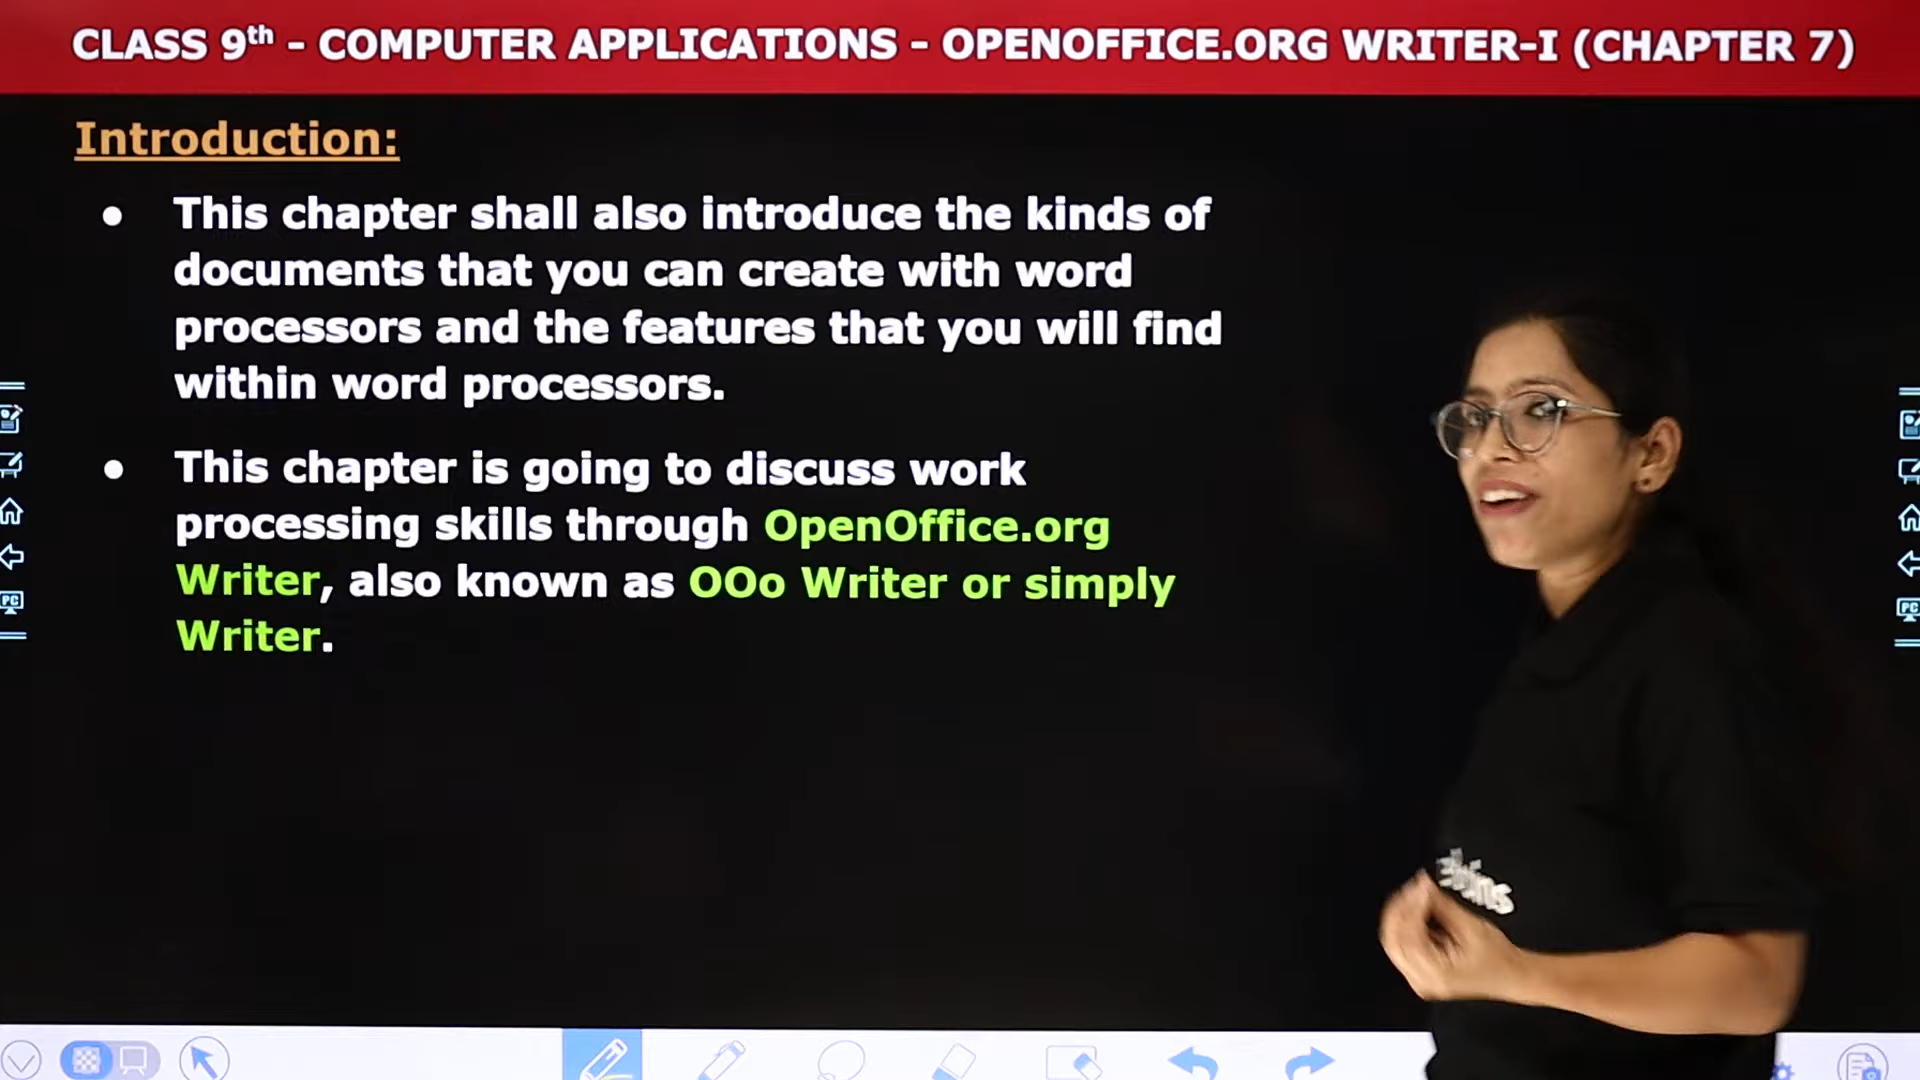 CLASS 9th - COMPUTER APPLICATIONS - OPENOFFICE.ORG WRITER-I (CHAPTER 7)
Introduction:
● This chapter shall also introduce the kinds of
documents that you can create with word
processors and the features that you will find
within word processors.
● This chapter is going to discuss work
processing skills through OpenOffice.org
Writer, also known as OOo Writer or simply
Writer.
PC
PC